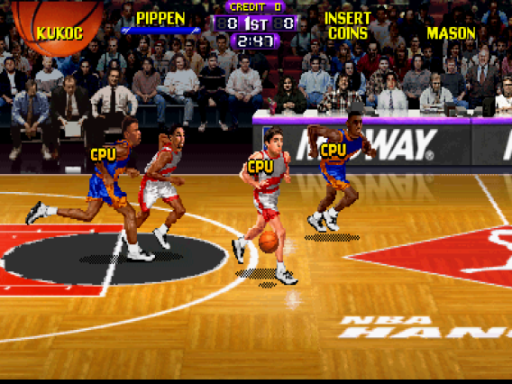 CREDIT 0
KUKOC
PIPPEN
0 1ST 0
2:47
INSERT
COINS
MASON
CPU
CPU
CPU
MIDWAY.
NBA
HANG